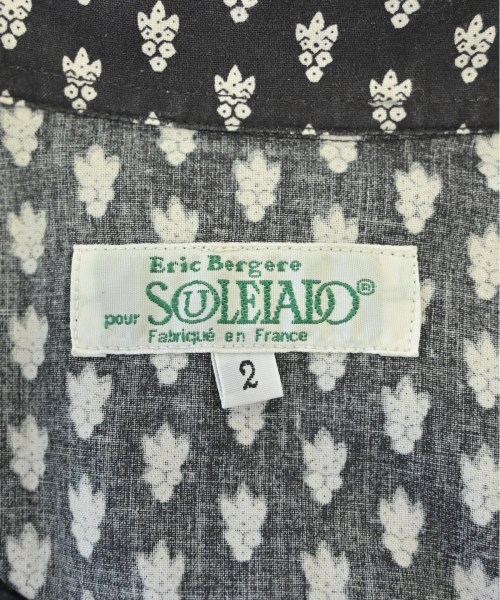 Eric Bergere
pour SOULEIADO®
Fabriqué en France
2